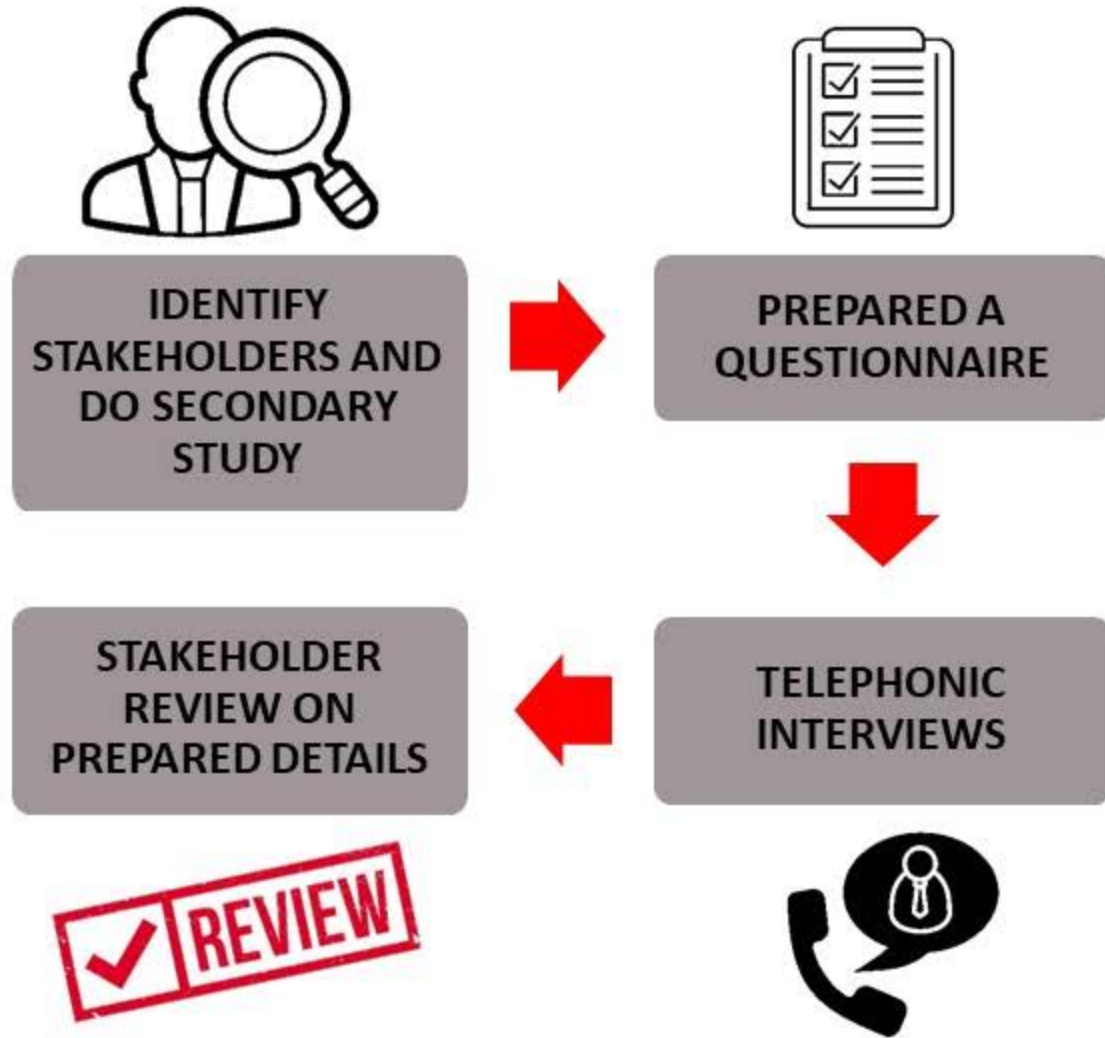 IDENTIFY
STAKEHOLDERS AND
DO SECONDARY
STUDY
PREPARED A
QUESTIONNAIRE
TELEPHONIC
INTERVIEWS
STAKEHOLDER
REVIEW ON
PREPARED DETAILS
REVIEW